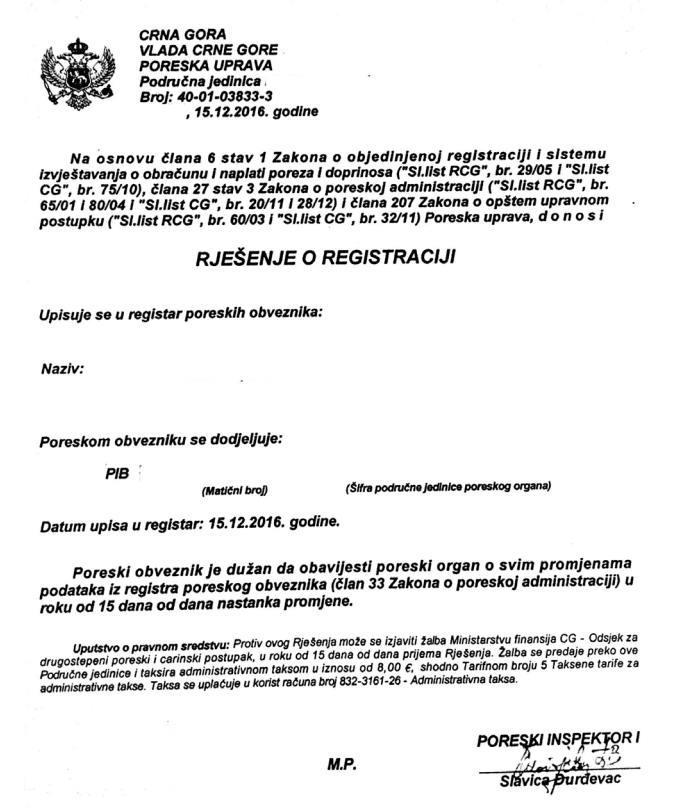 CRNA GORA
VLADA CRNE GORE
PORESKA UPRAVA
Područna jedinica
Broj: 40-01-03833-3
, 15.12.2016. godine
Na osnovu člana 6 stav 1 Zakona o objedinjenoj registraciji i sistemu
izvještavanja o obračunu i naplati poreza i doprinosa ("Sl.list RCG", br. 29/05 i "Sl.list
CG", br. 75/10), člana 27 stav 3 Zakona o poreskoj administraciji ("Sl.list RCG", br.
65/01 i 80/04 i "Sl.list CG", br. 20/11 i 28/12) i člana 207 Zakona o opštem upravnom
postupku ("Sl.list RCG", br. 60/03 i "Sl.list CG", br. 32/11) Poreska uprava, d o n o s i
RJEŠENJE O REGISTRACIJI
Upisuje se u registar poreskih obveznika:
Naziv:
Poreskom obvezniku se dodjeljuje:
PIB
(Matični broj) (Šifra područne jedinice poreskog organa)
Datum upisa u registar: 15.12.2016. godine.
Poreski obveznik je dužan da obavijesti poreski organ o svim promjenama
podataka iz registra poreskog obveznika (član 33 Zakona o poreskoj administraciji) u
roku od 15 dana od dana nastanka promjene.
Uputstvo o pravnom sredstvu: Protiv ovog Rješenja može se izjaviti žalba Ministarstvu finansija CG - Odsjek za
drugostepeni poreski i carinski postupak, u roku od 15 dana od dana prijema Rješenja. Žalba se predaje preko ove
Područne jedinice i taksira administrativnom taksom u iznosu od 8,00 €, shodno Tarifnom broju 5 Taksene tarife za
administrativne takse. Taksa se uplaćuje u korist računa broj 832-3161-26 - Administrativna taksa.
PORESKI INSPEKTOR I
M.P.
Slavica Đurđevac